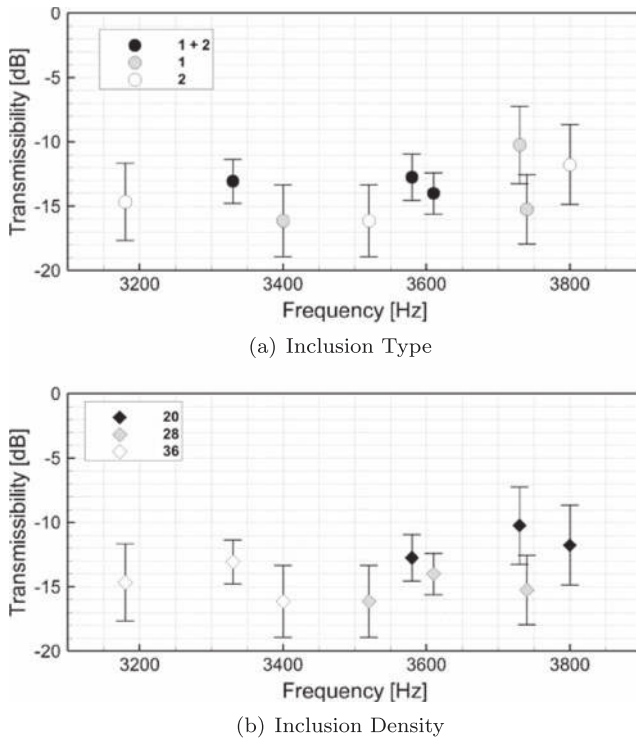 0
-5
-10
-15
-20
Transmissibility [dB]
1 + 2
1
2
3200 3400 3600 3800
Frequency [Hz]
(a) Inclusion Type
0
-5
-10
-15
-20
Transmissibility [dB]
20
28
36
3200 3400 3600 3800
Frequency [Hz]
(b) Inclusion Density